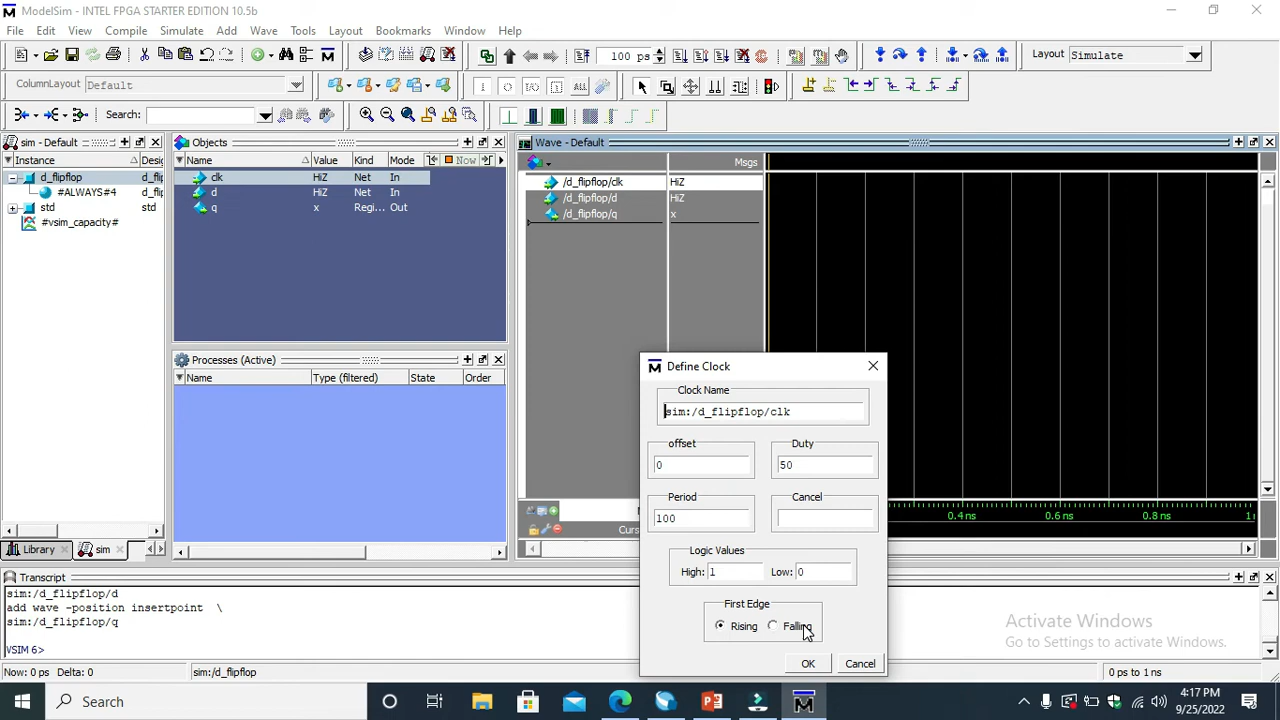 ModelSim - INTEL FPGA STARTER EDITION 10.5b
File Edit View Compile Simulate Add Wave Tools Layout Bookmarks Window Help
100 ps
Layout Simulate
ColumnLayout Default
Search:
sim - Default
Instance Desig
d_flipflop d_flip
#ALWAYS#4 d_flip
std std
#vsim_capacity#
Library sim
Objects
Name Value Kind Mode Now
clk HiZ Net In
d HiZ Net In
q x Regi... Out
Processes (Active)
Name Type (filtered) State Order
Wave - Default
Msgs
/d_flipflop/clk HiZ
/d_flipflop/d HiZ
/d_flipflop/q x
0.4 ns 0.6 ns 0.8 ns
Define Clock
Clock Name
sim:/d_flipflop/clk
offset Duty
0 50
Period Cancel
100
Logic Values
High: 1 Low: 0
First Edge
Rising Falling
OK Cancel
Transcript
sim:/d_flipflop/d
add wave -position insertpoint \
sim:/d_flipflop/q
VSIM 6>
Activate Windows
Go to Settings to activate Windows.
Now: 0 ps Delta: 0 sim:/d_flipflop 0 ps to 1 ns
Search
4:17 PM
9/25/2022